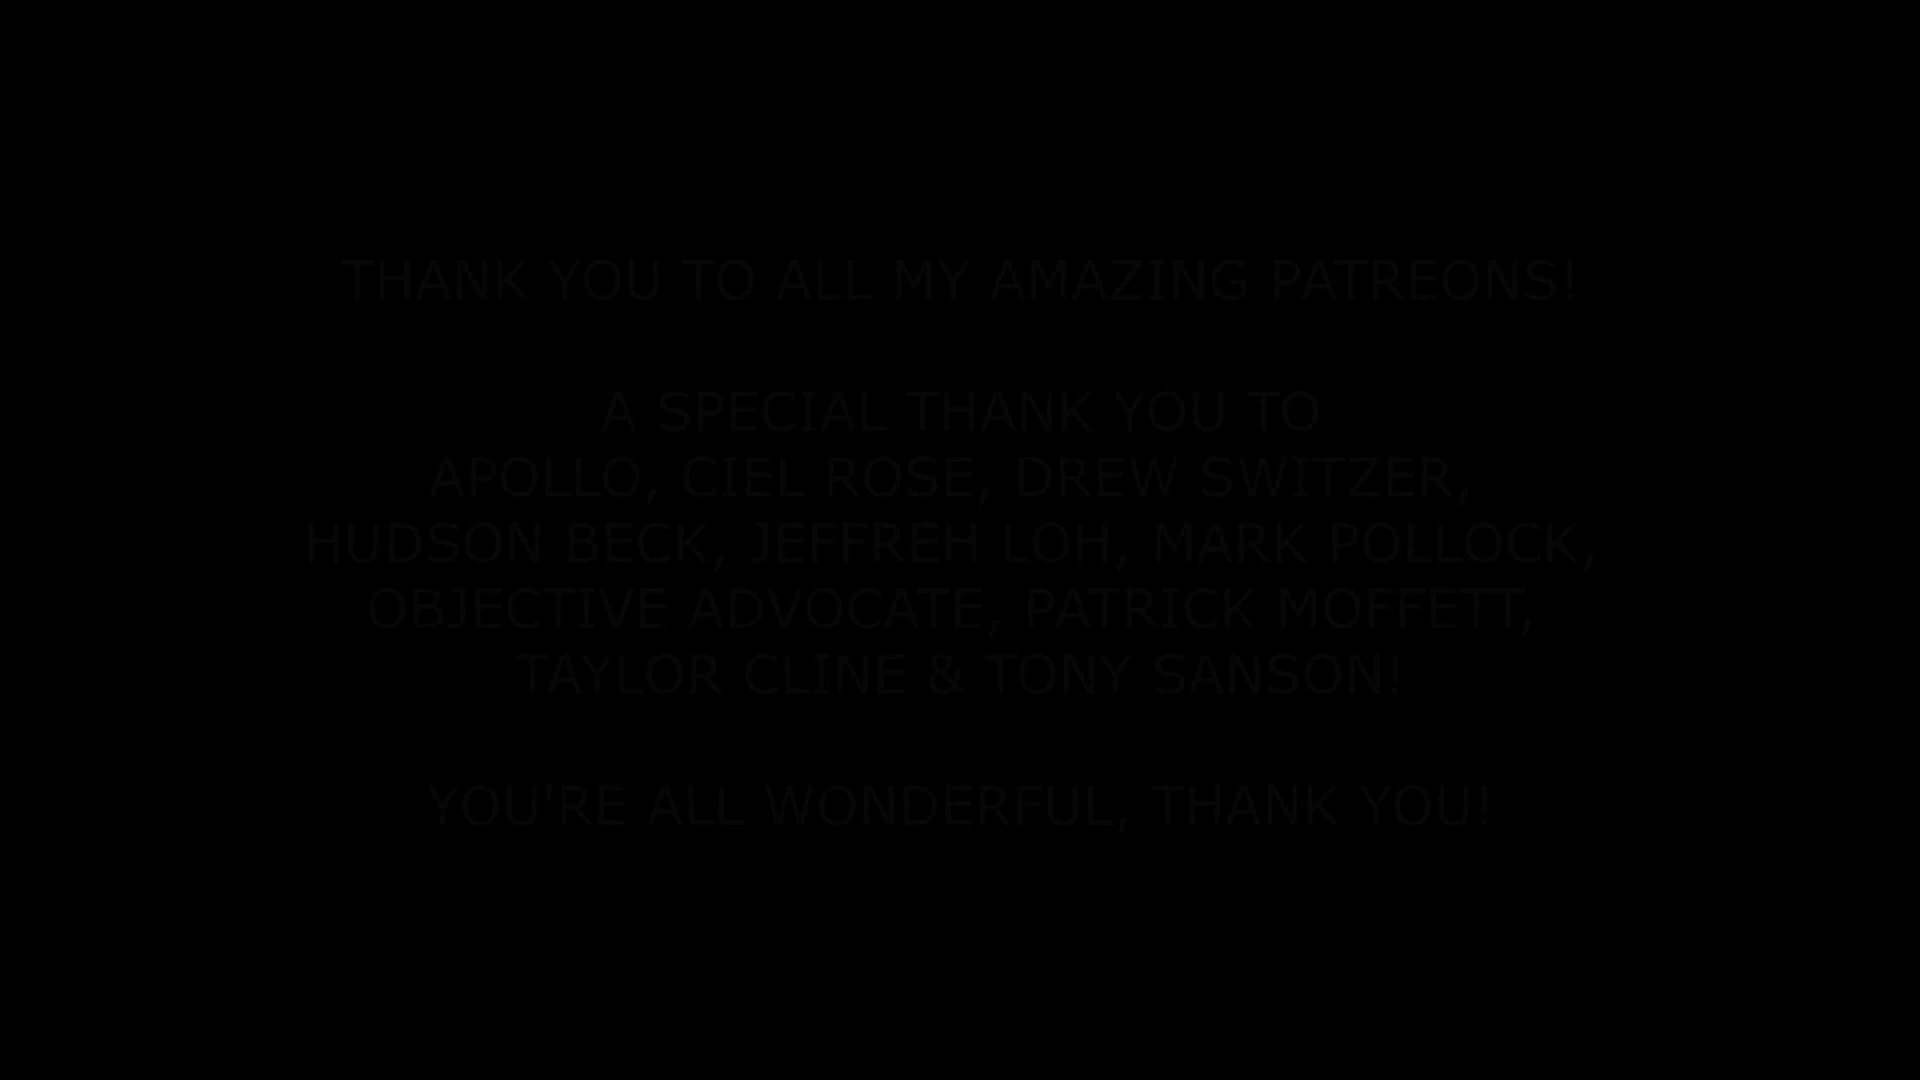 THANK YOU TO ALL MY AMAZING PATREONS!
A SPECIAL THANK YOU TO
APOLLO, CIEL ROSE, DREW SWITZER,
HUDSON BECK, JEFFREH LOH, MARK POLLOCK,
OBJECTIVE ADVOCATE, PATRICK MOFFETT,
TAYLOR CLINE & TONY SANSON!
YOU'RE ALL WONDERFUL, THANK YOU!